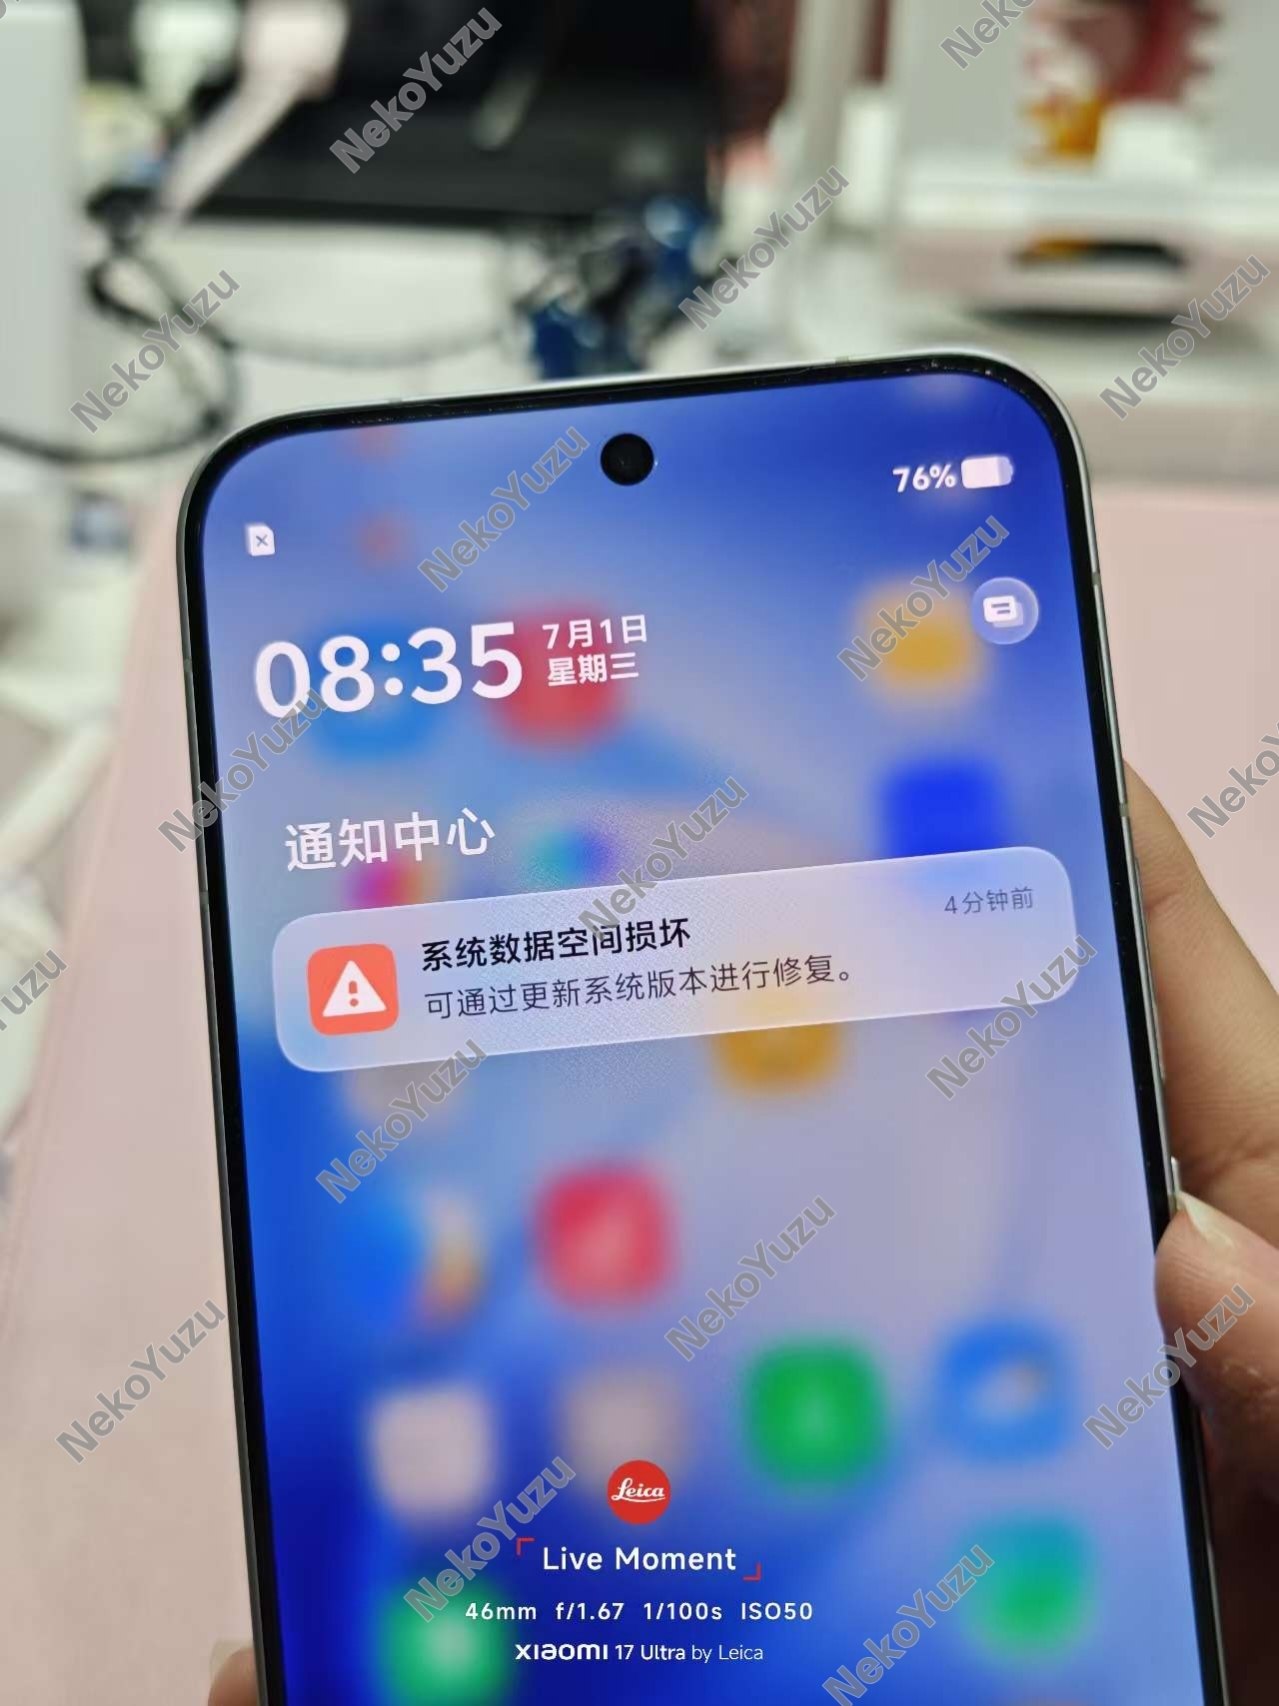 NekoYuzu
76%
08:35
7月1日
星期三
通知中心
系统数据空间损坏
4分钟前
可通过更新系统版本进行修复。
Leica
Live Moment
46mm f/1.67 1/100s ISO50
xiaomi 17 Ultra by Leica